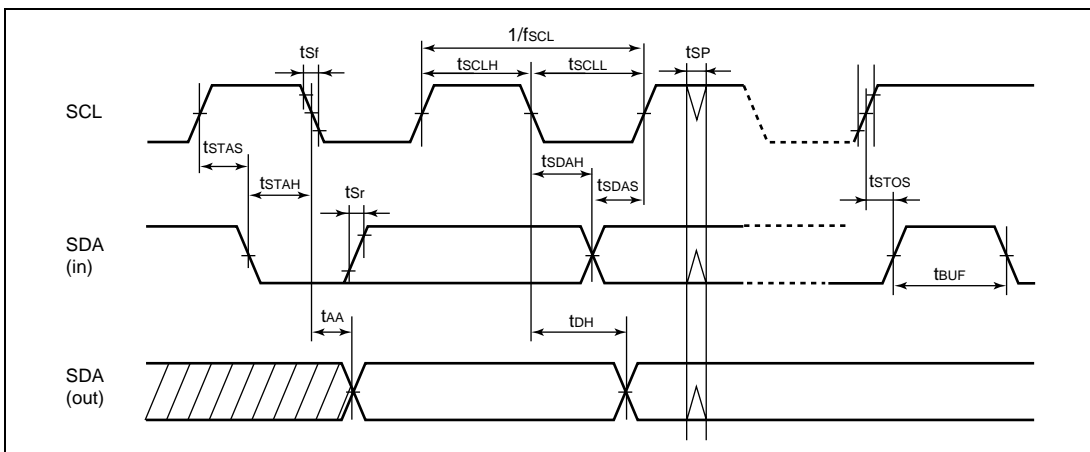 1/fSCL
tSf
tSP
tSCLH
tSCLL
SCL
tSTAS
tSDAH
tSTAH
tSr
tSDAS
tSTOS
SDA
(in)
tBUF
tAA
tDH
SDA
(out)